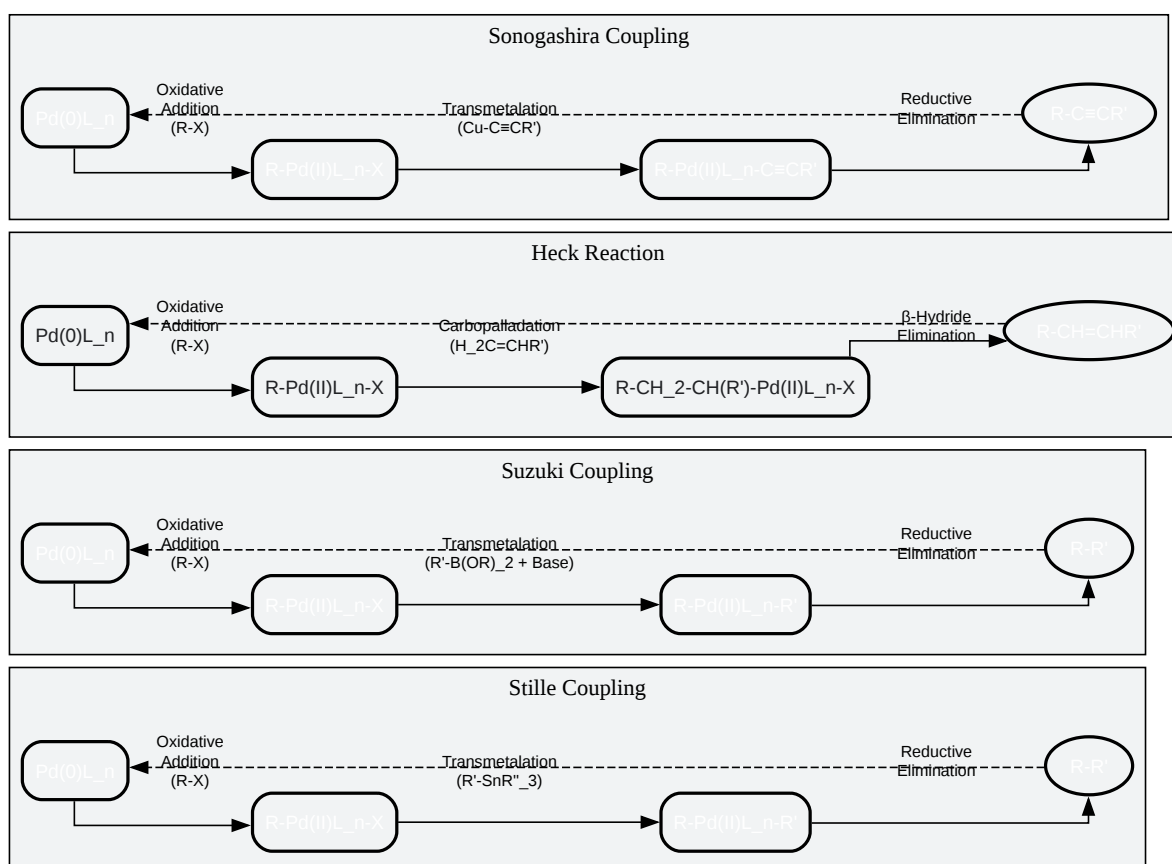 Sonogashira Coupling
Oxidative
Addition
(R-X)
Transmetalation
(Cu-C≡CR')
Reductive
Elimination
Pd(0)L_n
R-C≡CR'
R-Pd(II)L_n-X
R-Pd(II)L_n-C≡CR'
Heck Reaction
Oxidative
Addition
(R-X)
Carbopalladation
(H_2C=CHR')
β-Hydride
Elimination
Pd(0)L_n
R-CH=CHR'
R-Pd(II)L_n-X
R-CH_2-CH(R')-Pd(II)L_n-X
Suzuki Coupling
Oxidative
Addition
(R-X)
Transmetalation
(R'-B(OR)_2 + Base)
Reductive
Elimination
Pd(0)L_n
R-R'
R-Pd(II)L_n-X
R-Pd(II)L_n-R'
Stille Coupling
Oxidative
Addition
(R-X)
Transmetalation
(R'-SnR''_3)
Reductive
Elimination
Pd(0)L_n
R-R'
R-Pd(II)L_n-X
R-Pd(II)L_n-R'